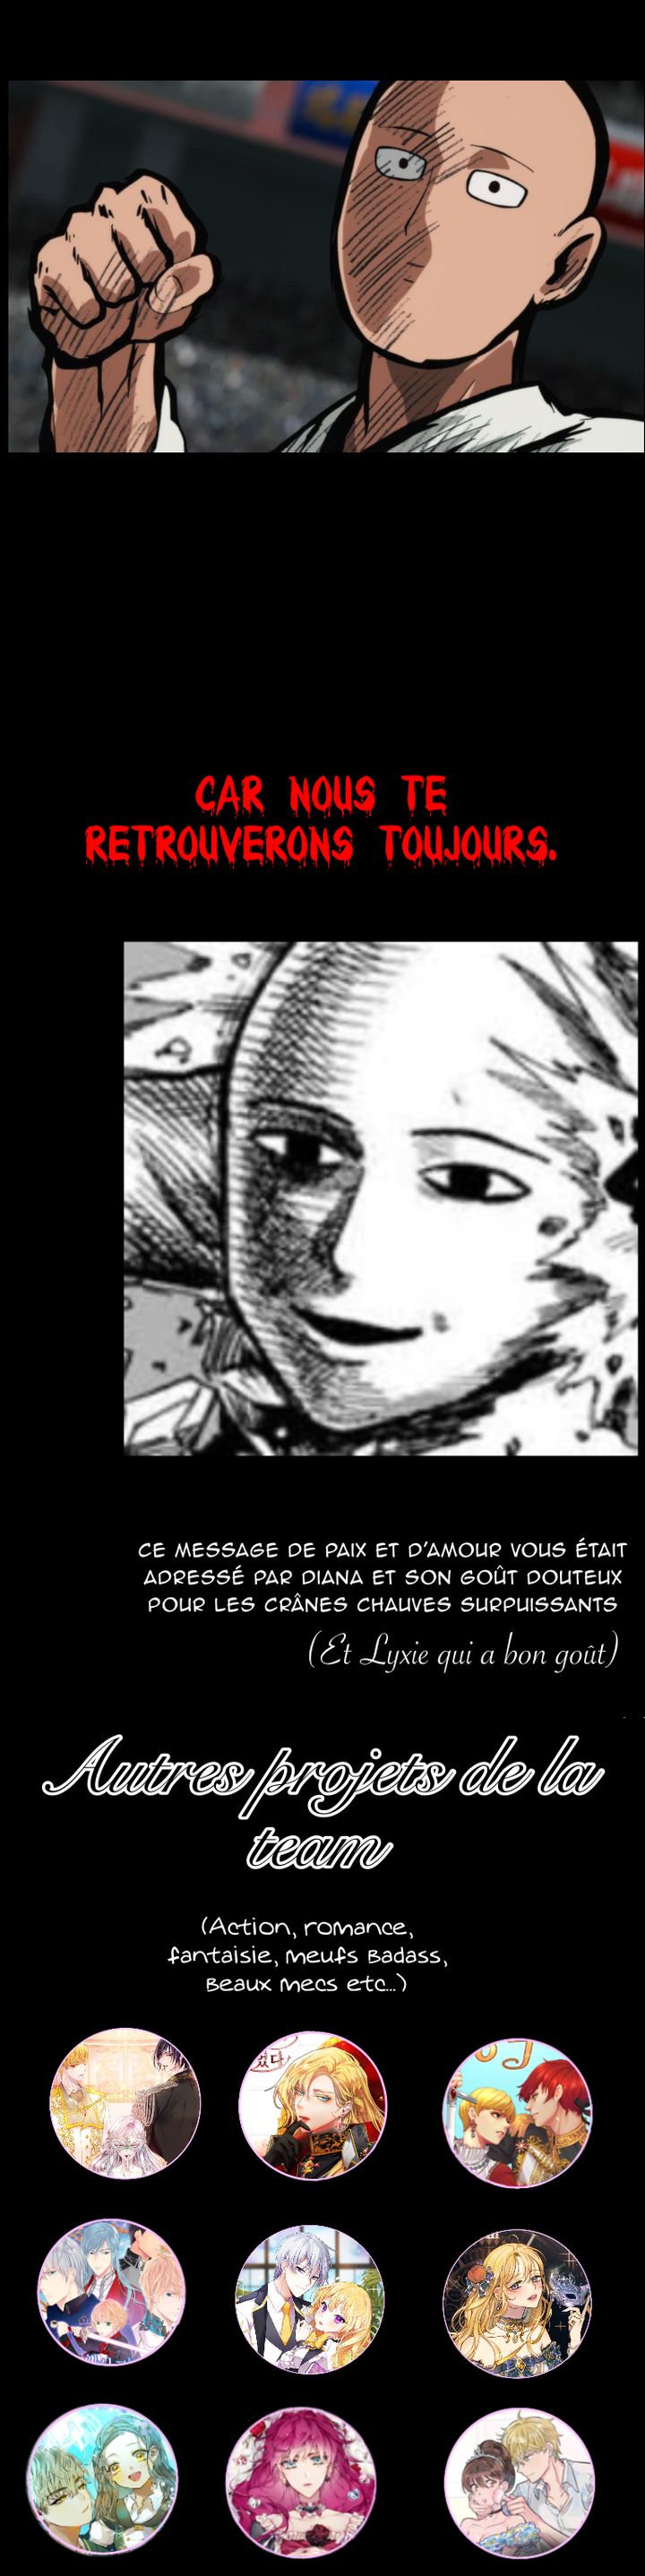 CAR NOUS TE
RETROUVERONS TOUJOURS.
CE MESSAGE DE PAIX ET D'AMOUR VOUS ÉTAIT
ADRESSÉ PAR DIANA ET SON GOÛT DOUTEUX
POUR LES CRÂNES CHAUVES SURPUISSANTS
(Et Lyxie qui a bon goût)
Autres projets de la
team
(Action, romance,
fantaisie, meufs Badass,
Beaux mecs etc...)